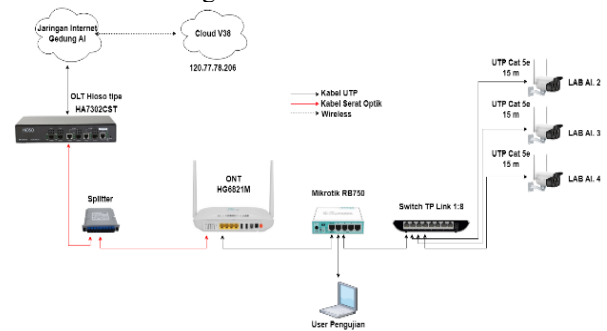 Jaringan Internet
Gedung AI
Cloud V38
120.77.78.206
OLT Hioso tipe
HA7302CST
HIOSO
Kabel UTP
Kabel Serat Optik
Wireless
UTP Cat 5e
15 m
LAB AI. 2
UTP Cat 5e
15 m
LAB AI. 3
UTP Cat 5e
15 m
LAB AI. 4
Splitter
ONT
HG6821M
Mikrotik RB750
Switch TP Link 1:8
User Pengujian